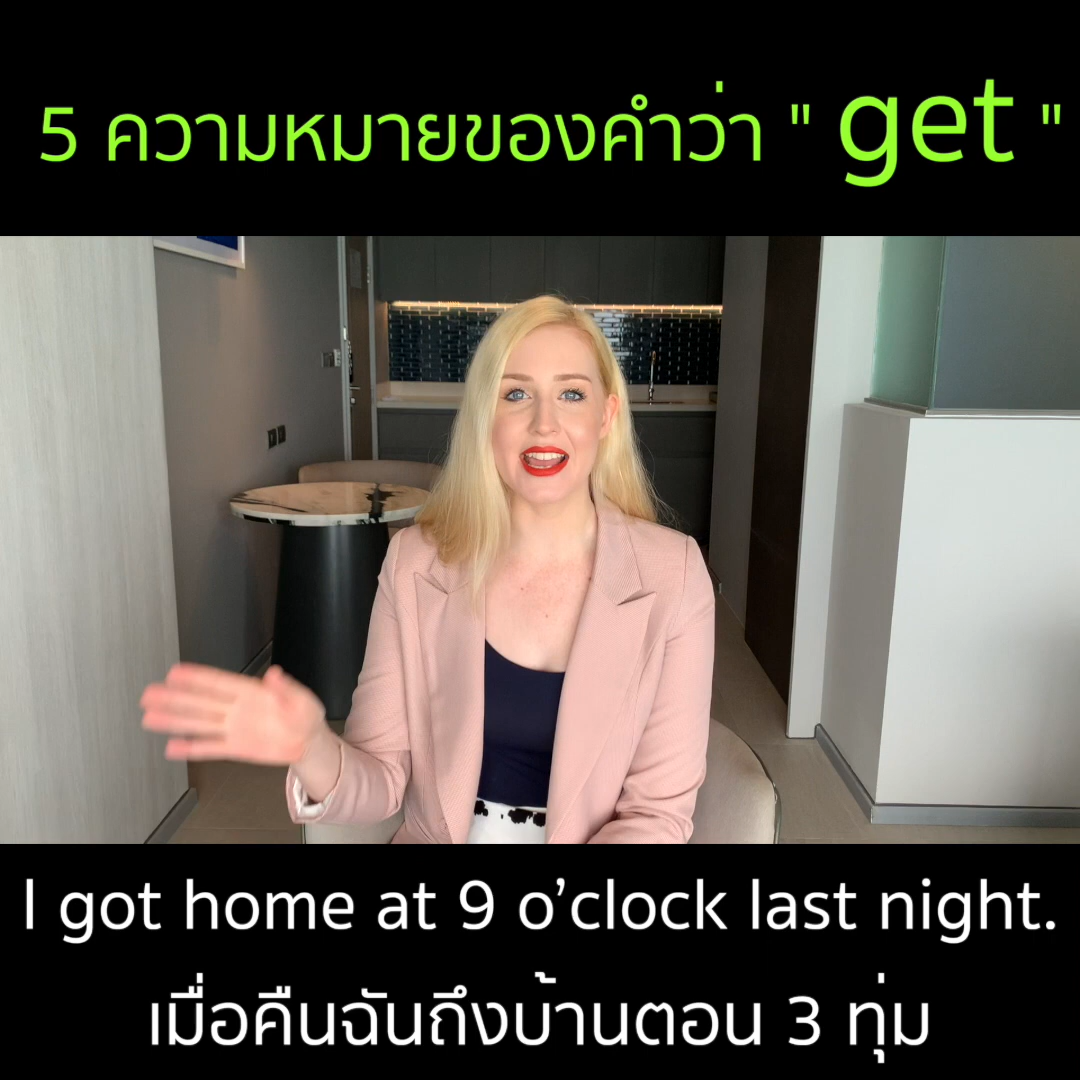 5 ความหมายของคำว่า " get "
I got home at 9 o’clock last night.
เมื่อคืนฉันถึงบ้านตอน 3 ทุ่ม